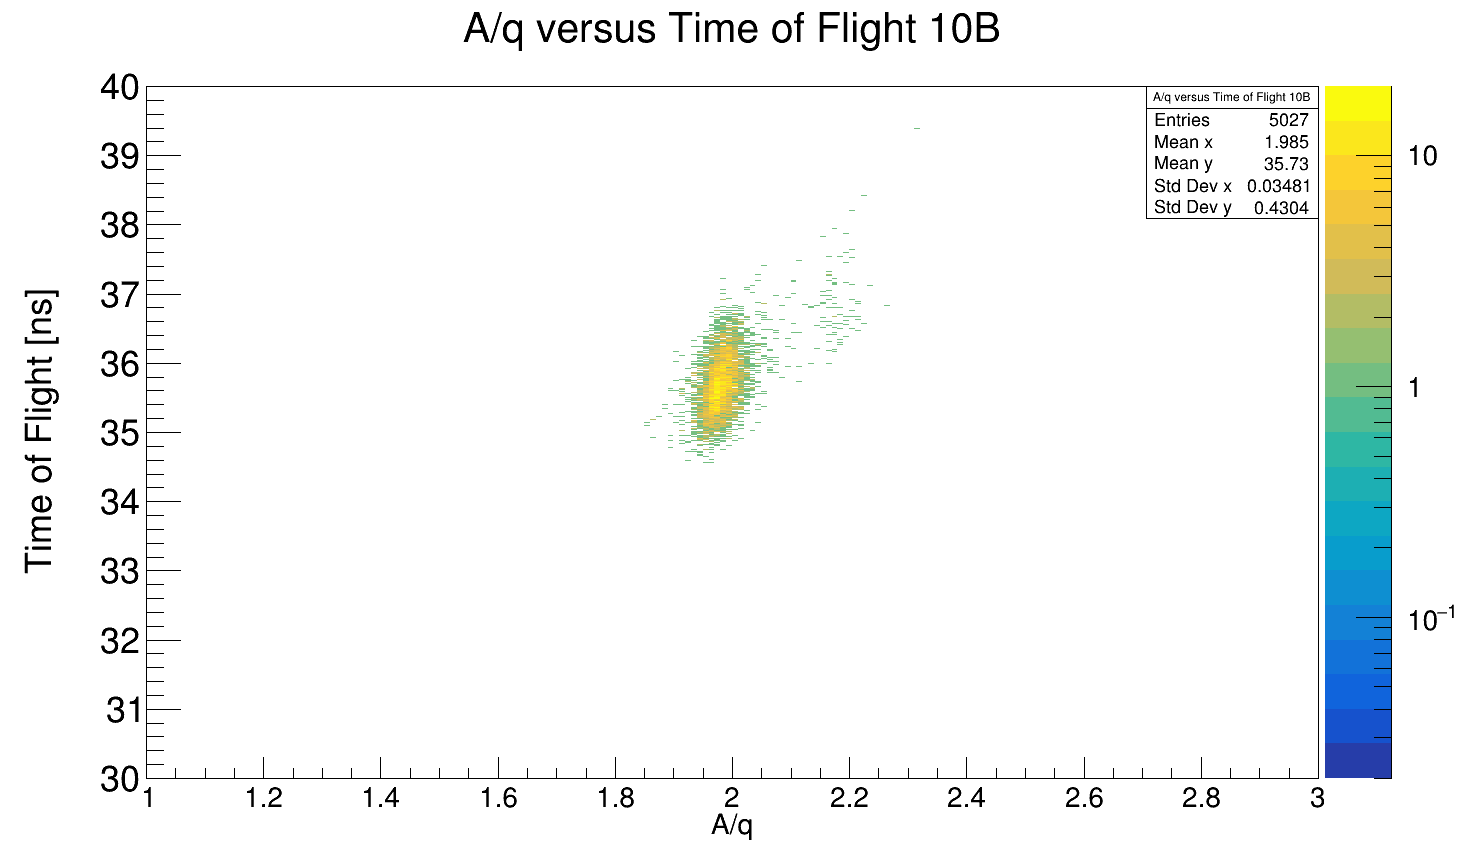 A/q versus Time of Flight 10B
A/q versus Time of Flight 10B
Entries 5027
Mean x 1.985
Mean y 35.73
Std Dev x 0.03481
Std Dev y 0.4304
Time of Flight [ns]
40
39
38
37
36
35
34
33
32
31
30
1 1.2 1.4 1.6 1.8 2 2.2 2.4 2.6 2.8 3
A/q
10
1
10⁻¹